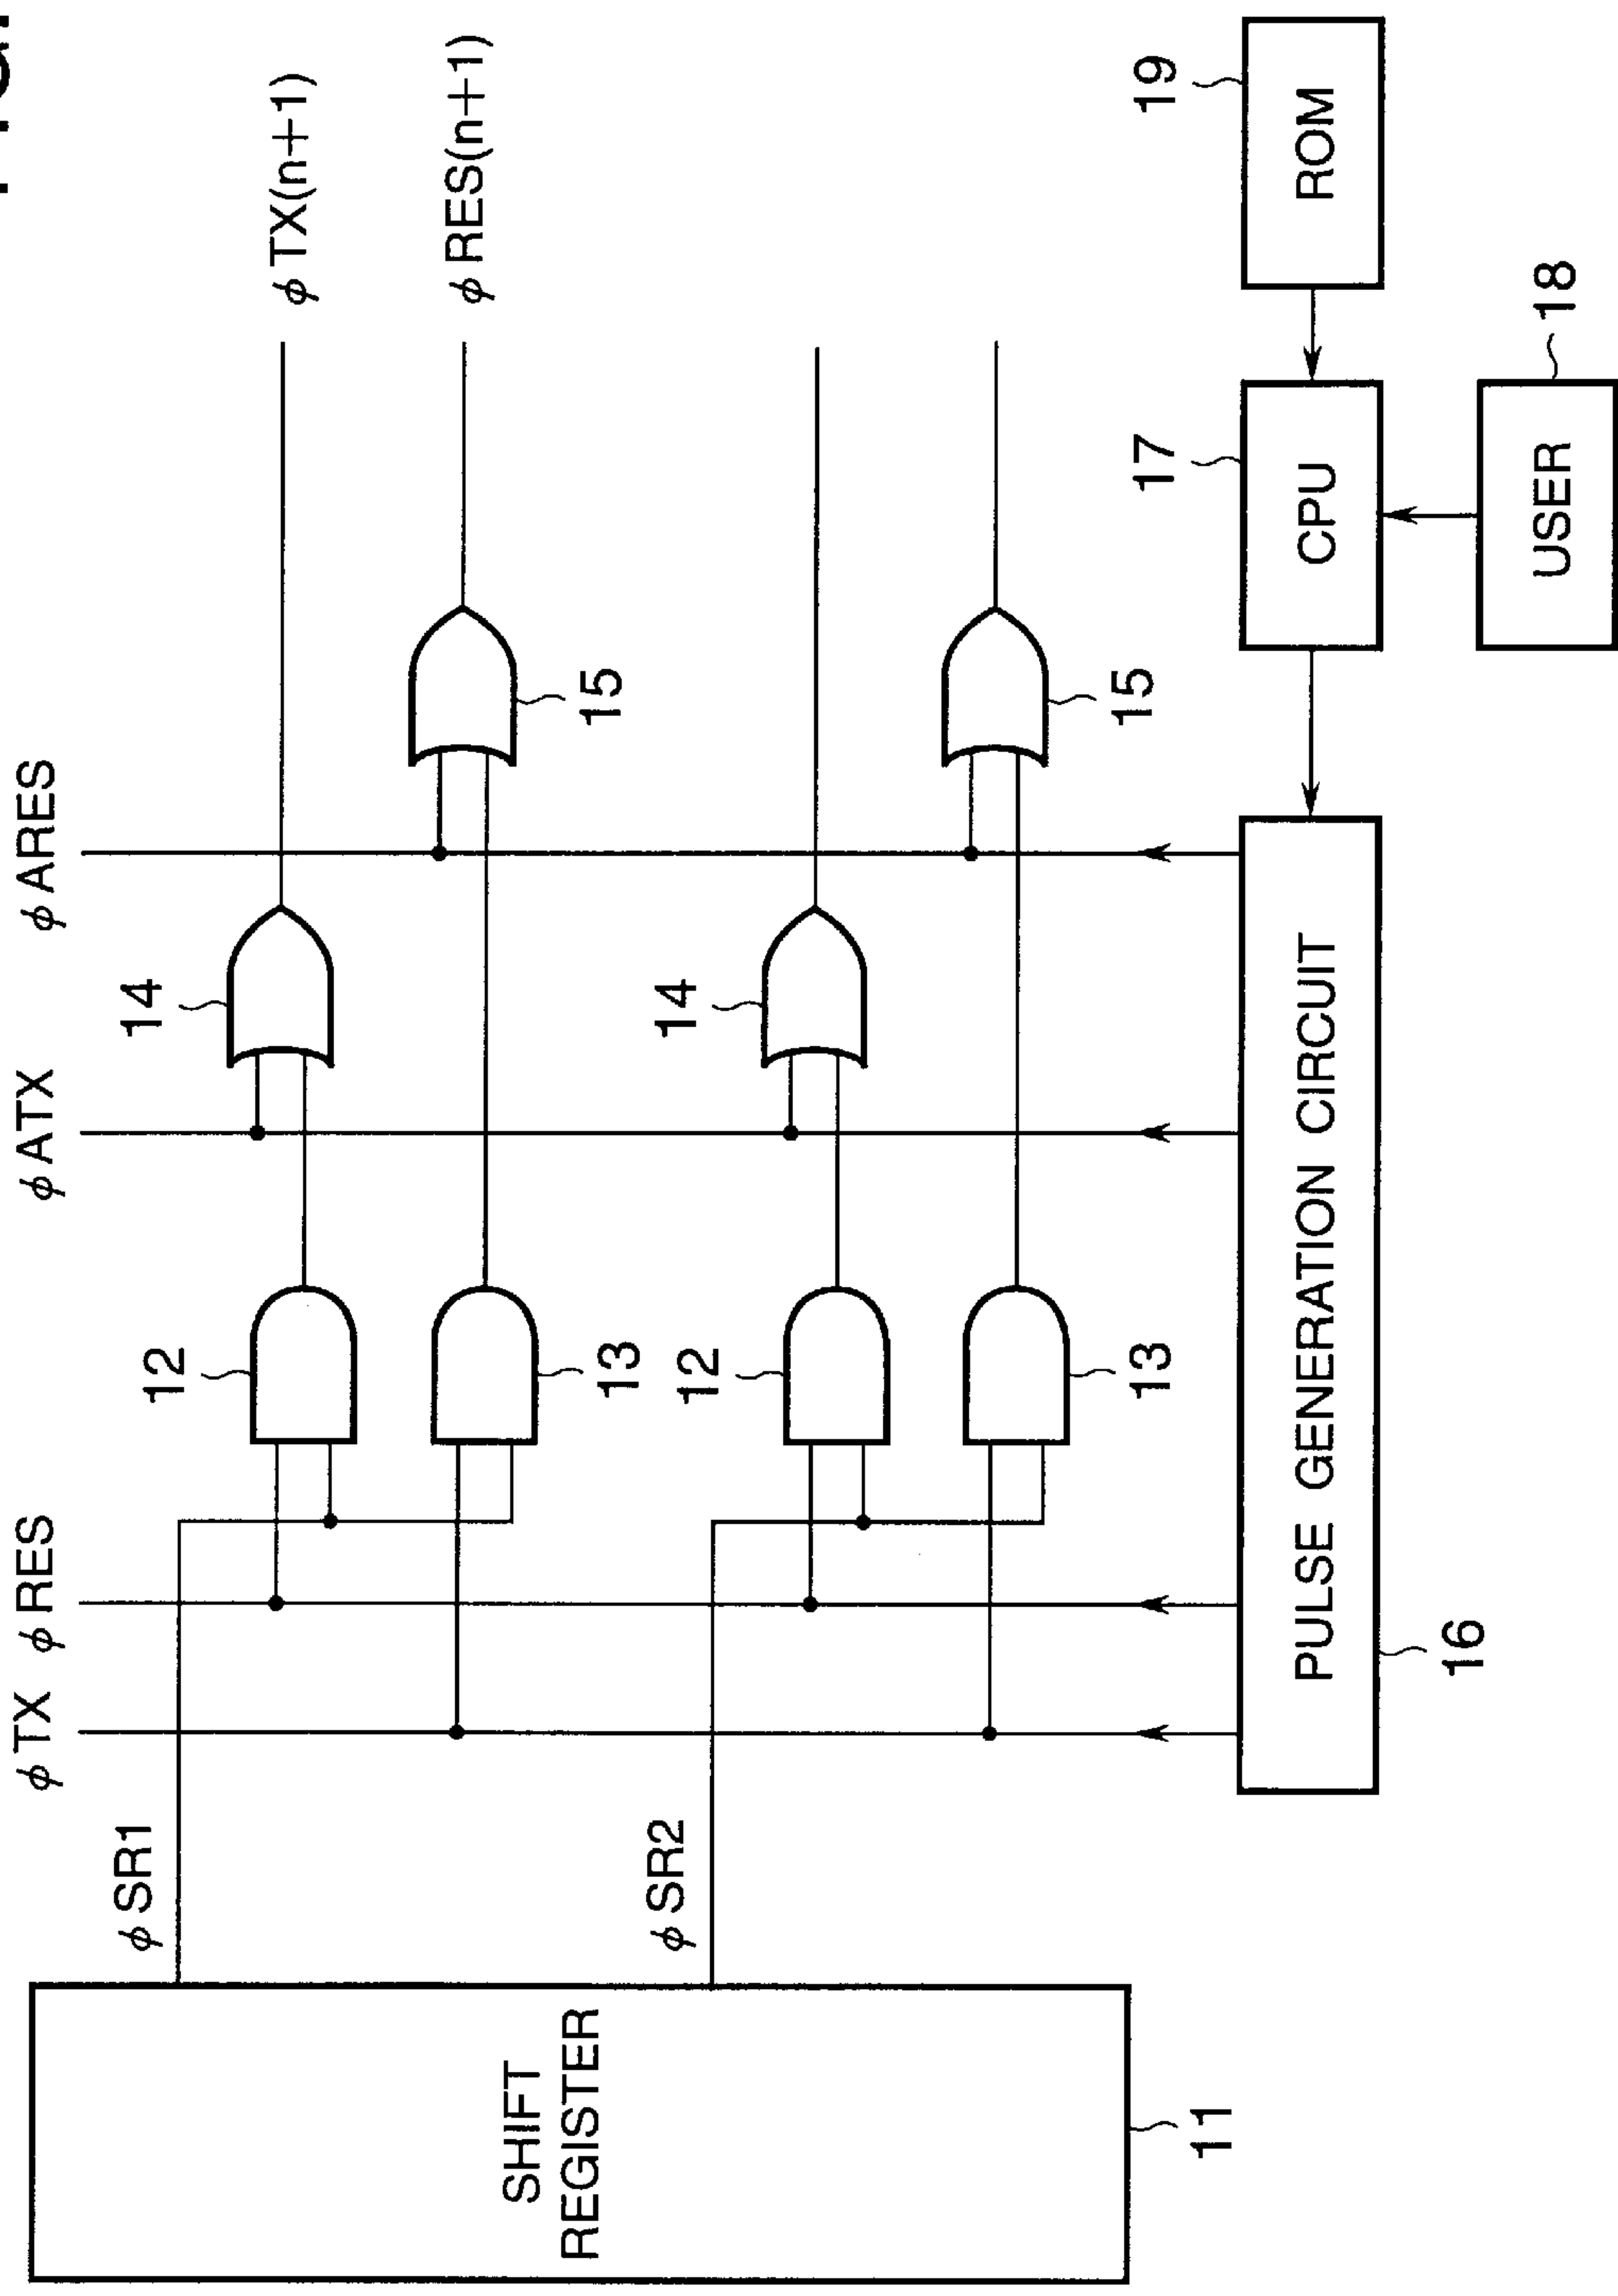 φTX(n+1)
φRES(n+1)
φTX
φRES
φATX
φARES
φSR1
φSR2
12
13
14
15
12
13
14
15
SHIFT
REGISTER
11
PULSE GENERATION CIRCUIT
16
CPU
17
USER
18
ROM
19